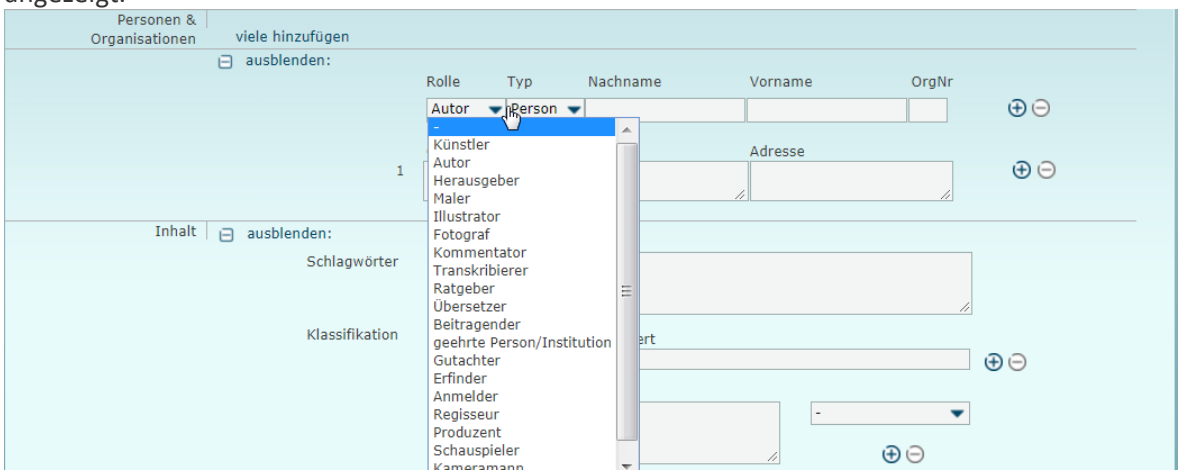 angezeigt.
Personen &
Organisationen viele hinzufügen
ausblenden:
Rolle Typ Nachname Vorname OrgNr
Autor Person
-
Künstler
Autor Adresse
1 Herausgeber
Maler
Illustrator
Inhalt ausblenden: Fotograf
Kommentator
Schlagwörter Transkribierer
Ratgeber
Übersetzer
Beitragender
Klassifikation geehrte Person/Institution
Gutachter
Erfinder
Anmelder
Regisseur -
Produzent
Schauspieler
Kameramann